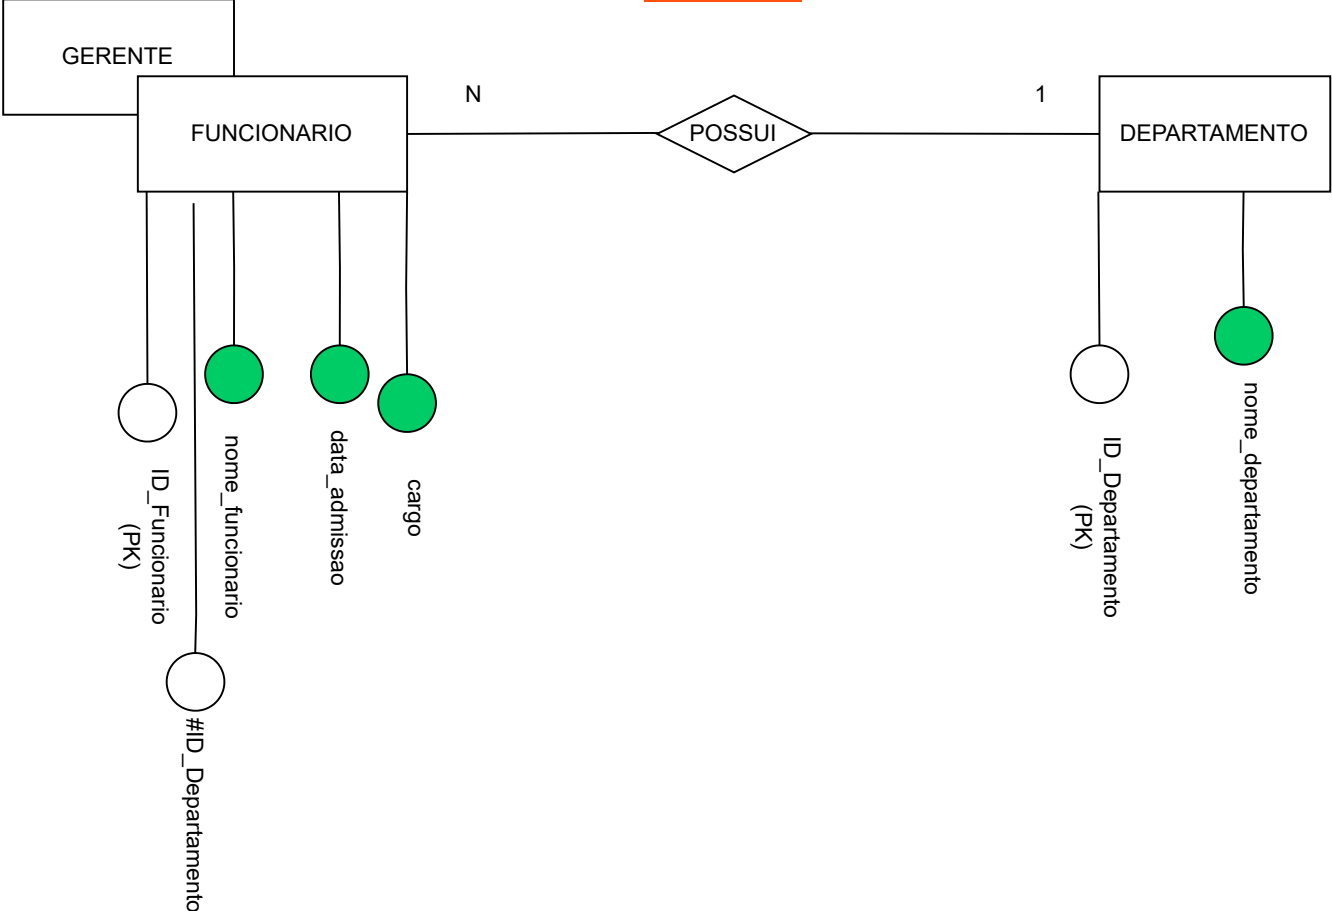 GERENTE
FUNCIONARIO
N
POSSUI
1
DEPARTAMENTO
ID_Funcionario
(PK)
nome_funcionario
data_admissao
cargo
#ID_Departamento
ID_Departamento
(PK)
nome_departamento